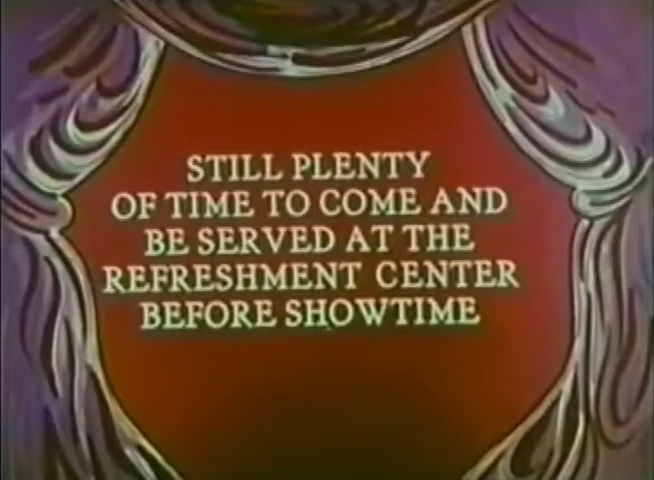 STILL PLENTY
OF TIME TO COME AND
BE SERVED AT THE
REFRESHMENT CENTER
BEFORE SHOWTIME